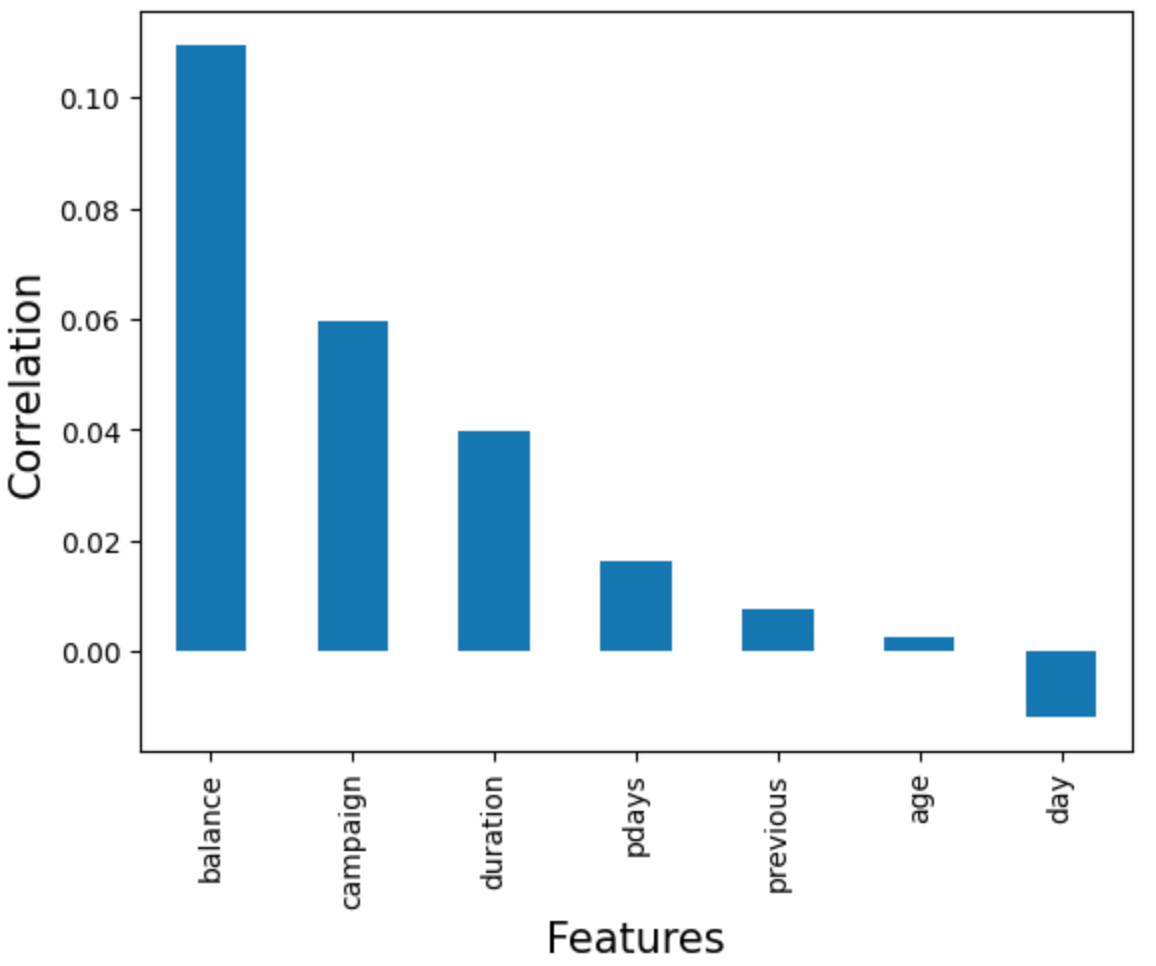 Correlation
0.10
0.08
0.06
0.04
0.02
0.00
balance
campaign
duration
pdays
previous
age
day
Features